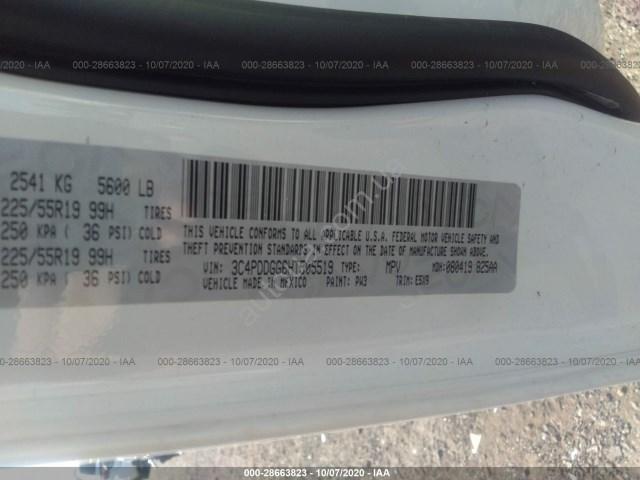 000-28663823 - 10/07/2020 - IAA
000-28663823 - 10/07/2020 - IAA
000-28663823 - 10/07/2020 - IAA
2541 KG 5600 LB
225/55R19 99H TIRES
250 KPA ( 36 PSI) COLD
225/55R19 99H TIRES
250 KPA ( 36 PSI) COLD
THIS VEHICLE CONFORMS TO ALL APPLICABLE U.S.A. FEDERAL MOTOR VEHICLE SAFETY AND
THEFT PREVENTION STANDARDS IN EFFECT ON THE DATE OF MANUFACTURE SHOWN ABOVE.
VIN: TYPE: MPV MDH: 080419 825AA
VEHICLE MADE IN MEXICO PAINT: PW3 TRIM: E5X9
000-28663823 - 10/07/2020 - IAA
000-28663823 - 10/07/2020 - IAA
000-28663823 - 10/07/2020 - IAA
000-28663823 - 10/07/2020 - IAA